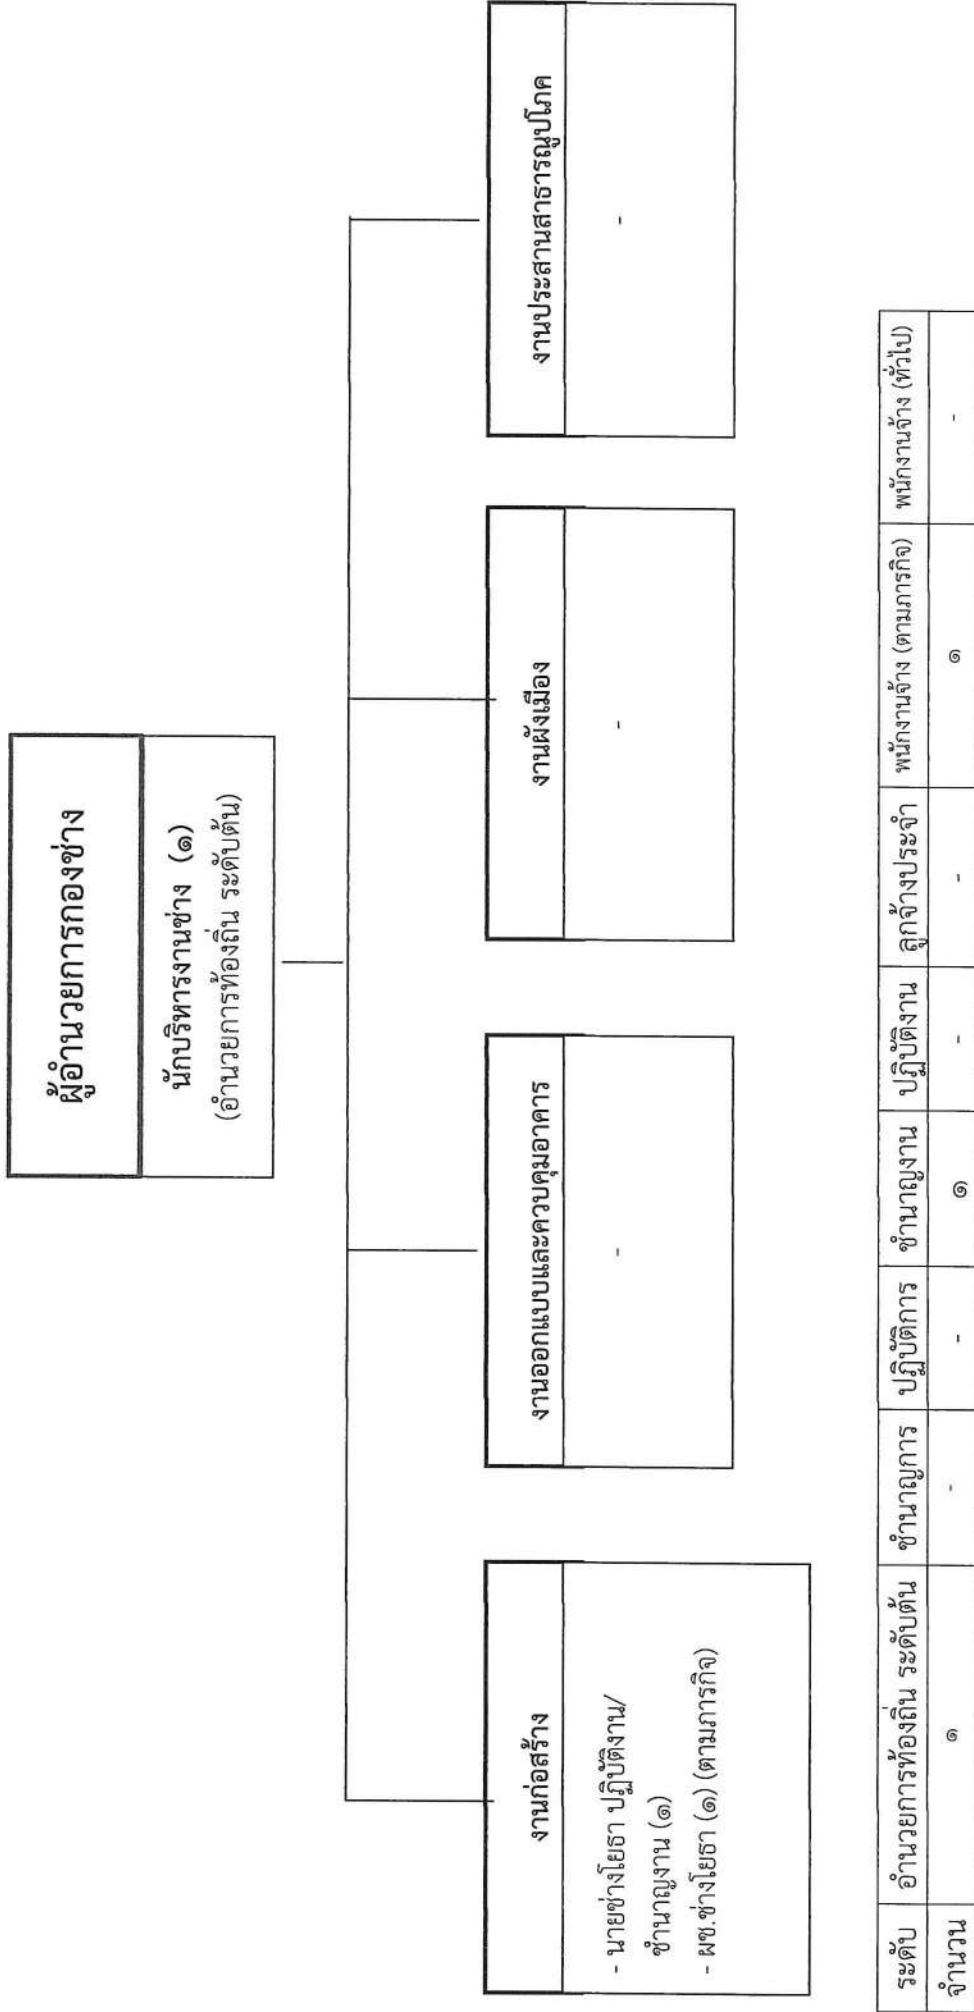 ผู้อำนวยการกองช่าง
นักบริหารงานช่าง (๑)
(อำนวยการท้องถิ่น ระดับต้น)
งานก่อสร้าง
- นายช่างโยธา ปฏิบัติงาน/
ชำนาญงาน (๑)
- ผช.ช่างโยธา (๑) (ตามภารกิจ)
งานออกแบบและควบคุมอาคาร
-
งานผังเมือง
-
งานประสานสาธารณูปโภค
-
ระดับ อำนวยการท้องถิ่น ระดับต้น ชำนาญการ ปฏิบัติการ ชำนาญงาน ปฏิบัติงาน ลูกจ้างประจำ พนักงานจ้าง (ตามภารกิจ) พนักงานจ้าง (ทั่วไป)
จำนวน ๑ - - ๑ - - ๑ -